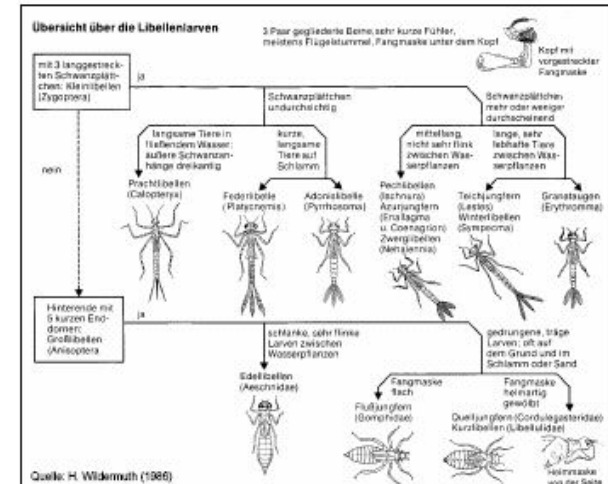 Übersicht über die Libellenlarven
3 Paar gegliederte Beine, sehr kurze Fühler,
meistens Flügelstummel, Fangmaske unter dem Kopf
Kopf mit
vorgestreckter
Fangmaske
mit 3 langgestreck-
ten Schwanzplätt-
chen: Kleinlibellen
(Zygoptera)
ja
nein
Schwanzplättchen
undurchsichtig
Schwanzplättchen
mehr oder weniger
durchscheinend
langsame Tiere in
fließendem Wasser;
äußere Schwanzan-
hänge dreikantig
kurze,
langsame
Tiere auf
Schlamm
mittellang,
nicht sehr flink
zwischen Was-
serpflanzen
lange, sehr
lebhafte Tiere
zwischen Was-
serpflanzen
Prachtlibellen
(Calopteryx)
Federlibelle
(Platycnemis)
Adonislibelle
(Pyrrhosoma)
Pechlibellen
(Ischnura)
Azurjungfern
(Enallagma
u. Coenagrion)
Zwerglibellen
(Nehalennia)
Teichjungfern
(Lestes)
Winterlibellen
(Sympecma)
Granataugen
(Erythromma)
Hinterende mit
5 kurzen End-
dornen:
Großlibellen
(Anisoptera
ja
schlanke, sehr flinke
Larven zwischen
Wasserpflanzen
gedrungene, träge
Larven; oft auf
dem Grund und im
Schlamm oder Sand
Edellibellen
(Aeschnidae)
Fangmaske
flach
Fangmaske
helmartig
gewölbt
Flußjungfern
(Gomphidae)
Quelljungfern (Cordulegasteridae)
Kurzlibellen (Libellulidae)
Helmmaske
von der Seite
Quelle: H. Wildermuth (1986)